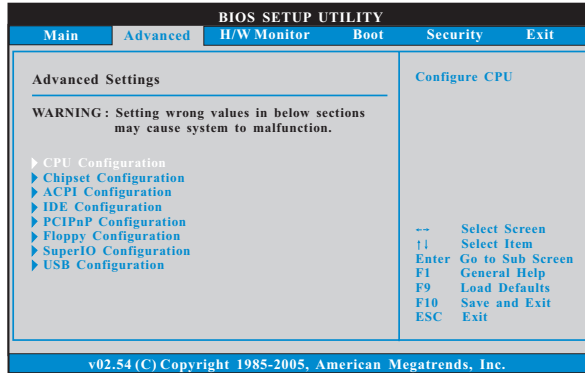 BIOS SETUP UTILITY
Main Advanced H/W Monitor Boot Security Exit
Advanced Settings
WARNING : Setting wrong values in below sections
may cause system to malfunction.
CPU Configuration
Chipset Configuration
ACPI Configuration
IDE Configuration
PCIPnP Configuration
Floppy Configuration
SuperIO Configuration
USB Configuration
Configure CPU
←→ Select Screen
↑↓ Select Item
Enter Go to Sub Screen
F1 General Help
F9 Load Defaults
F10 Save and Exit
ESC Exit
v02.54 (C) Copyright 1985-2005, American Megatrends, Inc.